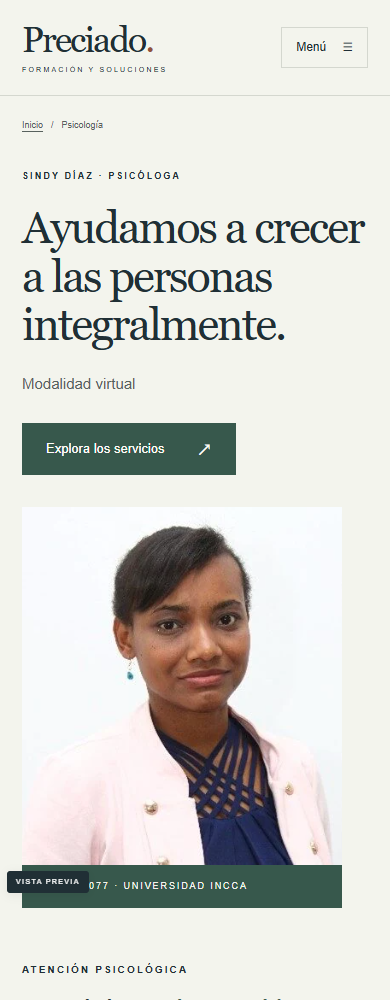 Preciado.
FORMACIÓN Y SOLUCIONES
Menú
Inicio / Psicología
SINDY DÍAZ · PSICÓLOGA
Ayudamos a crecer
a las personas
integralmente.
Modalidad virtual
Explora los servicios ↗
VISTA PREVIA
077 · UNIVERSIDAD INCCA
ATENCIÓN PSICOLÓGICA